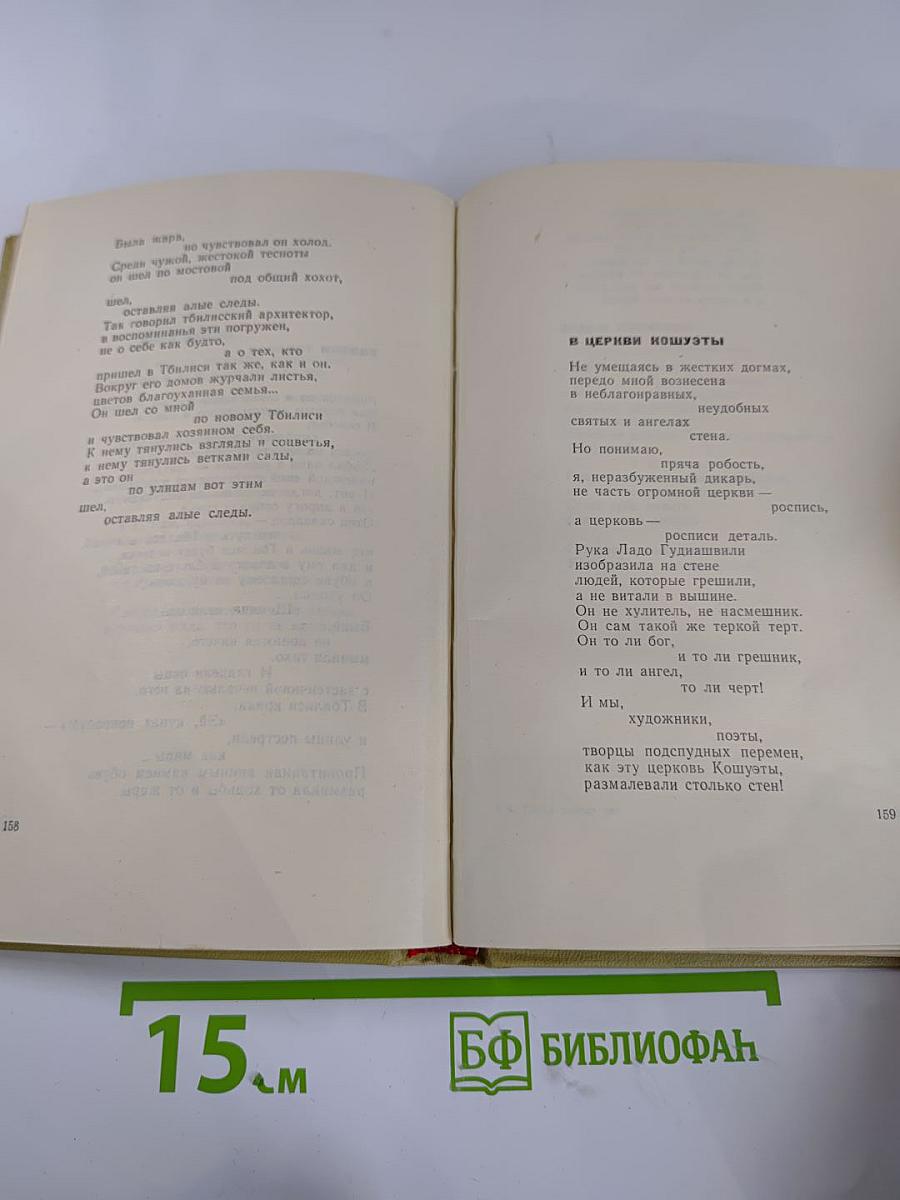 Была жара,
но чувствовал он холод.
Среди чужой, жестокой тесноты
он шел по мостовой
под общий хохот,
шел,
оставляя алые следы.
Так говорил тбилисский архитектор,
в воспоминанья эти погружен,
не о себе как будто,
а о тех, кто
пришел в Тбилиси так же, как и он.
Вокруг его домов журчали листья,
цветов благоуханная семья...
Он шел со мной
по новому Тбилиси
и чувствовал хозяином себя.
К нему тянулись взгляды и соцветья,
к нему тянулись ветками сады,
а это он
по улицам вот этим
шел,
оставляя алые следы.
158
В ЦЕРКВИ КОШУЭТЫ
Не умещаясь в жестких догмах,
передо мной вознесена
в неблагонравных,
неудобных
святых и ангелах
стена.
Но понимаю,
пряча робость,
я, неразбуженный дикарь,
не часть огромной церкви —
роспись,
а церковь —
росписи деталь.
Рука Ладо Гудиашвили
изобразила на стене
людей, которые грешили,
а не витали в вышине.
Он не хулитель, не насмешник.
Он сам такой же теркой терт.
Он то ли бог,
и то ли грешник,
и то ли ангел,
то ли черт!
И мы,
художники,
поэты,
творцы подспудных перемен,
как эту церковь Кошуэты,
размалевали столько стен!
159
15 см
БФ БИБЛИОФАН